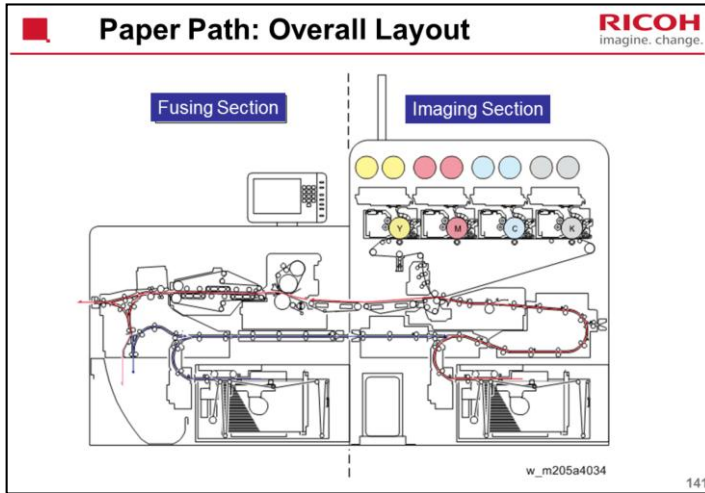 Paper Path: Overall Layout
RICOH
imagine. change.
Fusing Section
Imaging Section
Y
M
C
K
w_m205a4034
141